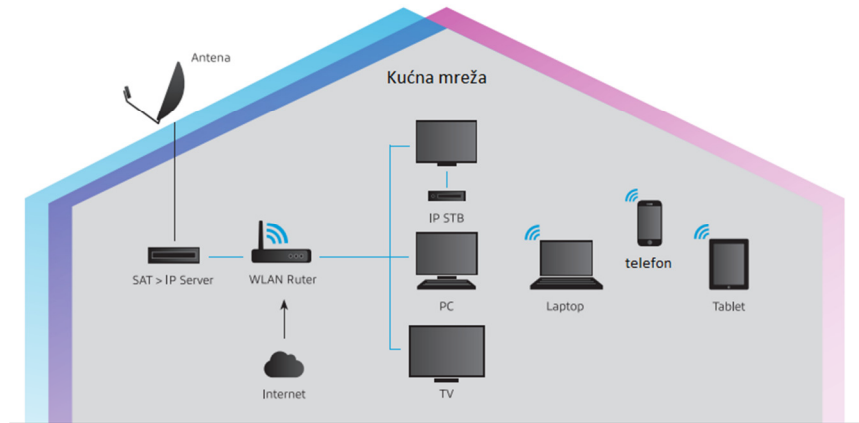 Antena
Kućna mreža
IP STB
SAT > IP Server
WLAN Ruter
PC
Laptop
telefon
Tablet
Internet
TV